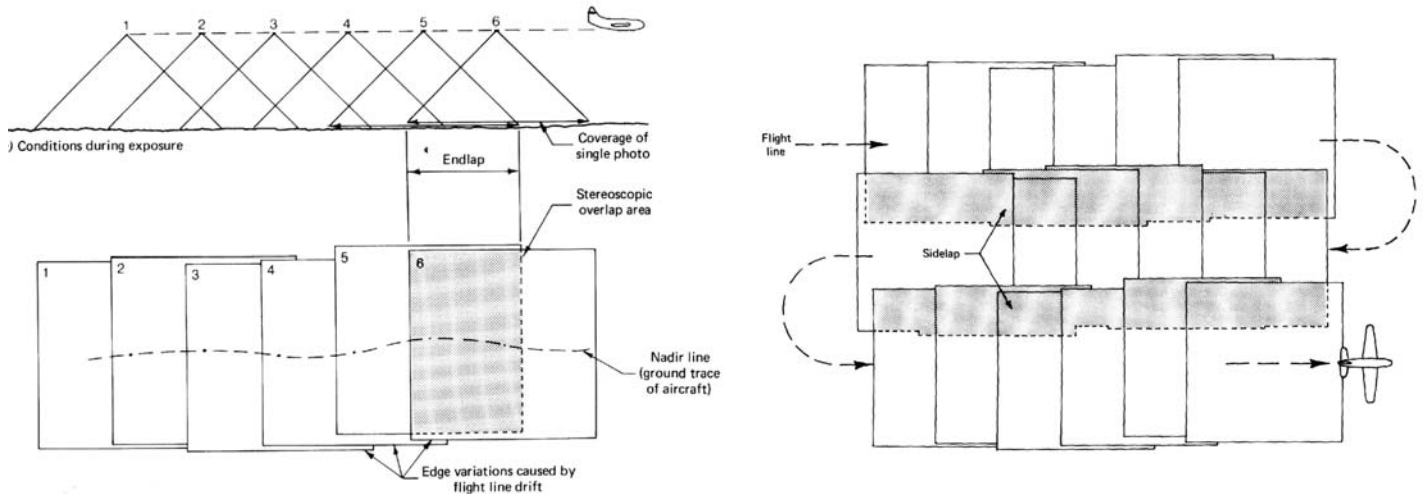 1 2 3 4 5 6
) Conditions during exposure
Coverage of
single photo
Endlap
Stereoscopic
overlap area
1 2 3 4 5 6
Nadir line
(ground trace
of aircraft)
Edge variations caused by
flight line drift
Flight
line
Sidelap